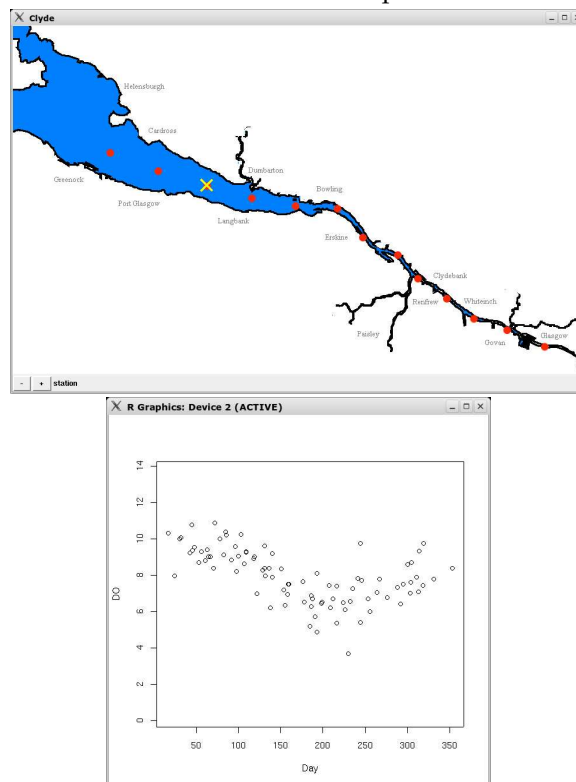 Clyde
Helensburgh
Cardross
Greenock
Port Glasgow
Dumbarton
Langbank
Bowling
Erskine
Clydebank
Renfrew
Whiteinch
Paisley
Govan
Glasgow
- + station
R Graphics: Device 2 (ACTIVE)
14
12
10
8
6
4
2
0
DO
50 100 150 200 250 300 350
Day